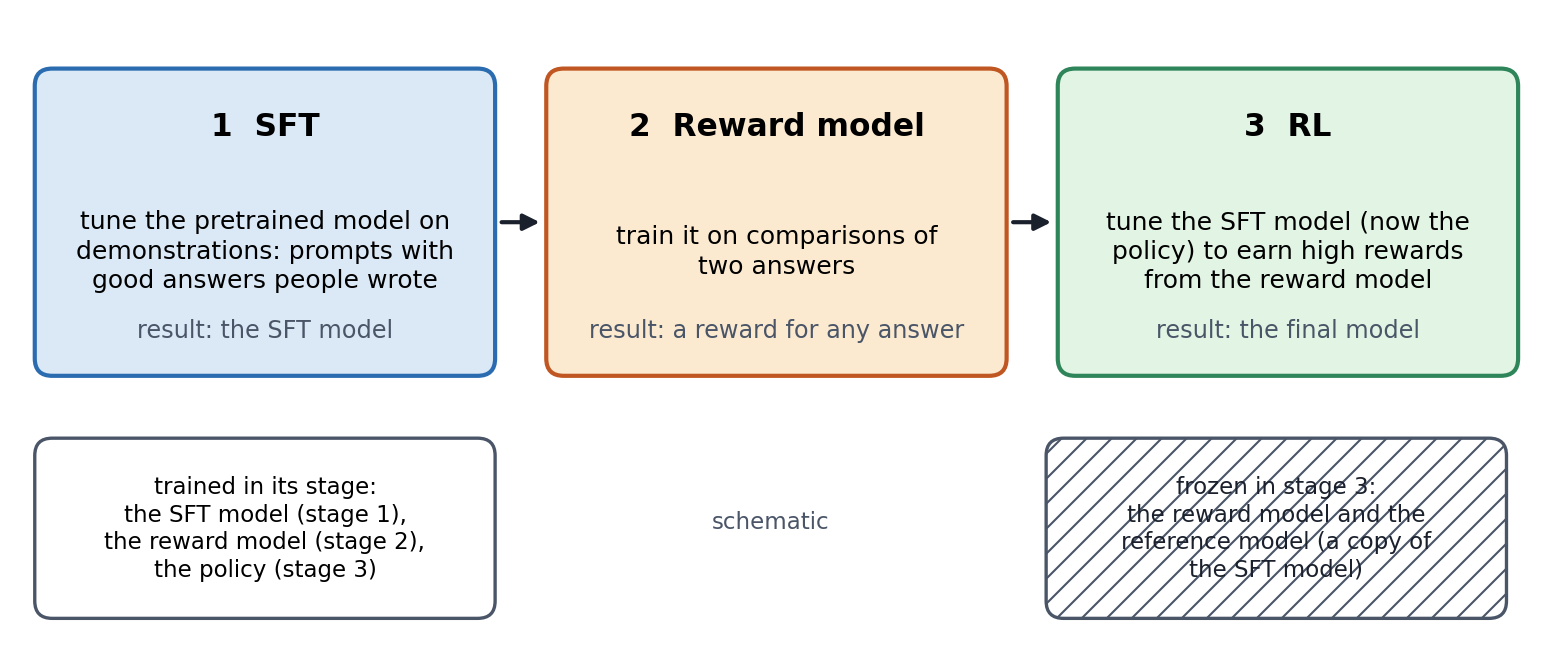 1 SFT
tune the pretrained model on
demonstrations: prompts with
good answers people wrote
result: the SFT model
2 Reward model
train it on comparisons of
two answers
result: a reward for any answer
3 RL
tune the SFT model (now the
policy) to earn high rewards
from the reward model
result: the final model
trained in its stage:
the SFT model (stage 1),
the reward model (stage 2),
the policy (stage 3)
schematic
frozen in stage 3:
the reward model and the
reference model (a copy of
the SFT model)